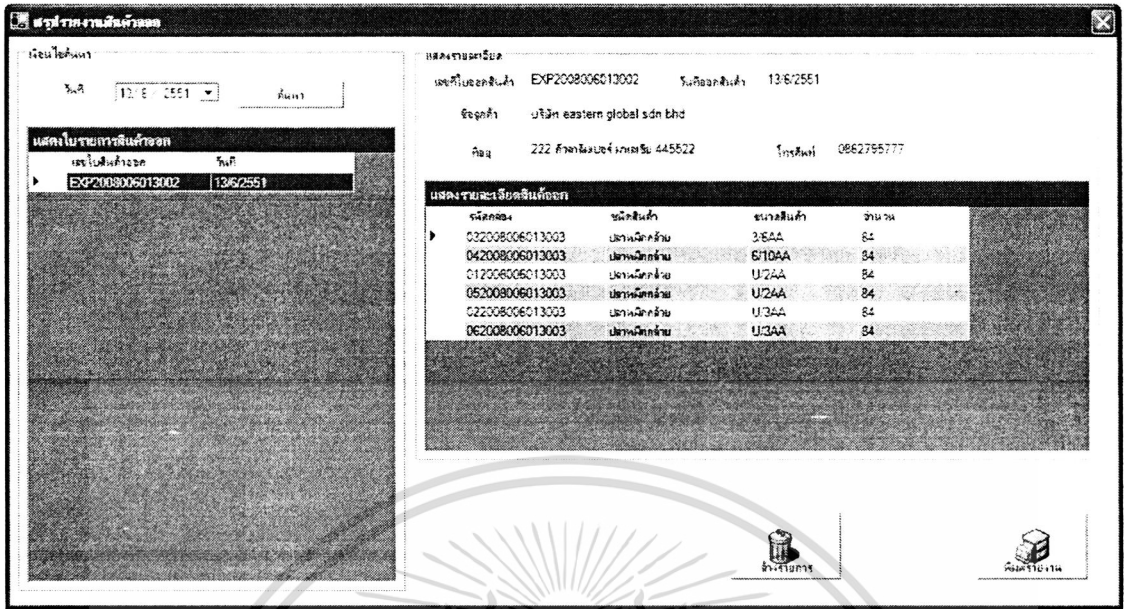 สรุปรายงานสินค้าออก
เงื่อนไขค้นหา
วันที่ 13/ 6 / 2551 ค้นหา
แสดงใบรายการสินค้าออก
เลขใบสินค้าออก วันที่
EXP2008006013002 13/6/2551
แสดงรายละเอียด
เลขที่ใบออกสินค้า EXP2008006013002 วันที่ออกสินค้า 13/6/2551
ชื่อลูกค้า บริษัท eastern global sdn bhd
ที่อยู่ 222 มาเลเซีย 445522 โทรศัพท์ 0862795777
แสดงรายละเอียดสินค้าออก
รหัสกล่อง ชนิดสินค้า ขนาดสินค้า จำนวน
032008006013003 ปลาหมึกกล้วย 3/6AA 84
042008006013003 ปลาหมึกกล้วย 6/10AA 84
012008006013003 ปลาหมึกกล้วย U/2AA 84
052008006013003 ปลาหมึกกล้วย U/2AA 84
022008006013003 ปลาหมึกกล้วย U/3AA 84
062008006013003 ปลาหมึกกล้วย U/3AA 84
ล้างรายการ
พิมพ์รายงาน